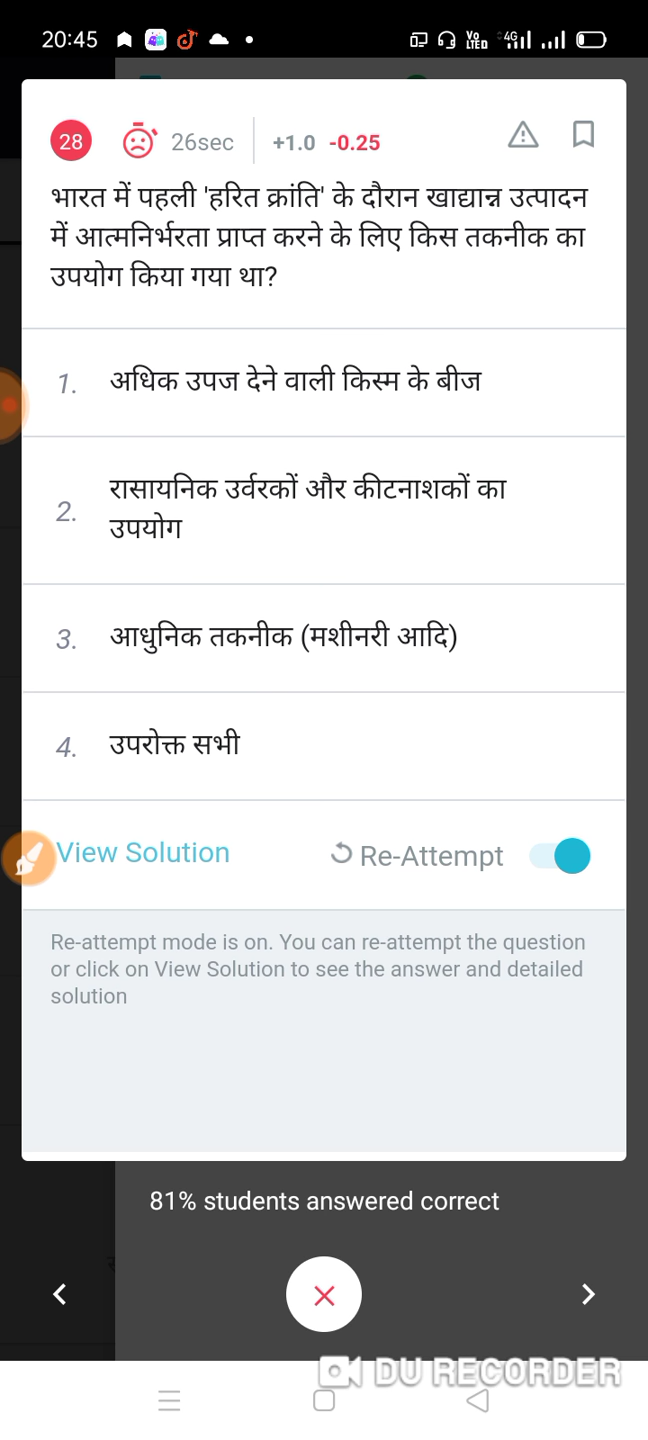 20:45
Vo LTED 4G
28 26sec +1.0 -0.25
भारत में पहली 'हरित क्रांति' के दौरान खाद्यान्न उत्पादन
में आत्मनिर्भरता प्राप्त करने के लिए किस तकनीक का
उपयोग किया गया था?
1. अधिक उपज देने वाली किस्म के बीज
2. रासायनिक उर्वरकों और कीटनाशकों का
उपयोग
3. आधुनिक तकनीक (मशीनरी आदि)
4. उपरोक्त सभी
View Solution Re-Attempt
Re-attempt mode is on. You can re-attempt the question
or click on View Solution to see the answer and detailed
solution
81% students answered correct
DU RECORDER